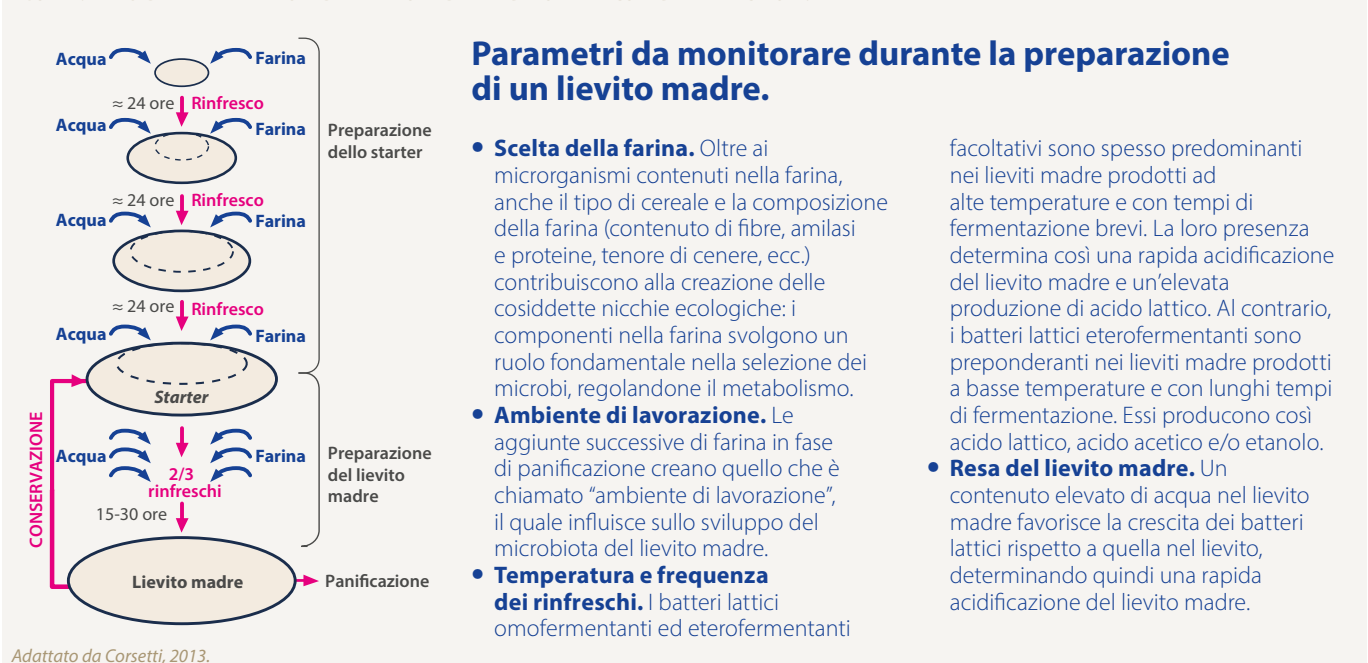 Acqua
Farina
≈ 24 ore
Rinfresco
Acqua
Farina
≈ 24 ore
Rinfresco
Acqua
Farina
≈ 24 ore
Rinfresco
Acqua
Farina
Starter
Acqua
Farina
2/3
rinfreschi
15-30 ore
Lievito madre
Panificazione
CONSERVAZIONE
Preparazione
dello starter
Preparazione
del lievito
madre
Adattato da Corsetti, 2013.
Parametri da monitorare durante la preparazione
di un lievito madre.
• Scelta della farina. Oltre ai
microrganismi contenuti nella farina,
anche il tipo di cereale e la composizione
della farina (contenuto di fibre, amilasi
e proteine, tenore di cenere, ecc.)
contribuiscono alla creazione delle
cosiddette nicchie ecologiche: i
componenti nella farina svolgono un
ruolo fondamentale nella selezione dei
microbi, regolandone il metabolismo.
• Ambiente di lavorazione. Le
aggiunte successive di farina in fase
di panificazione creano quello che è
chiamato “ambiente di lavorazione”,
il quale influisce sullo sviluppo del
microbiota del lievito madre.
• Temperatura e frequenza
dei rinfreschi. I batteri lattici
omofermentanti ed eterofermentanti
facoltativi sono spesso predominanti
nei lieviti madre prodotti ad
alte temperature e con tempi di
fermentazione brevi. La loro presenza
determina così una rapida acidificazione
del lievito madre e un’elevata
produzione di acido lattico. Al contrario,
i batteri lattici eterofermentanti sono
preponderanti nei lieviti madre prodotti
a basse temperature e con lunghi tempi
di fermentazione. Essi producono così
acido lattico, acido acetico e/o etanolo.
• Resa del lievito madre. Un
contenuto elevato di acqua nel lievito
madre favorisce la crescita dei batteri
lattici rispetto a quella nel lievito,
determinando quindi una rapida
acidificazione del lievito madre.